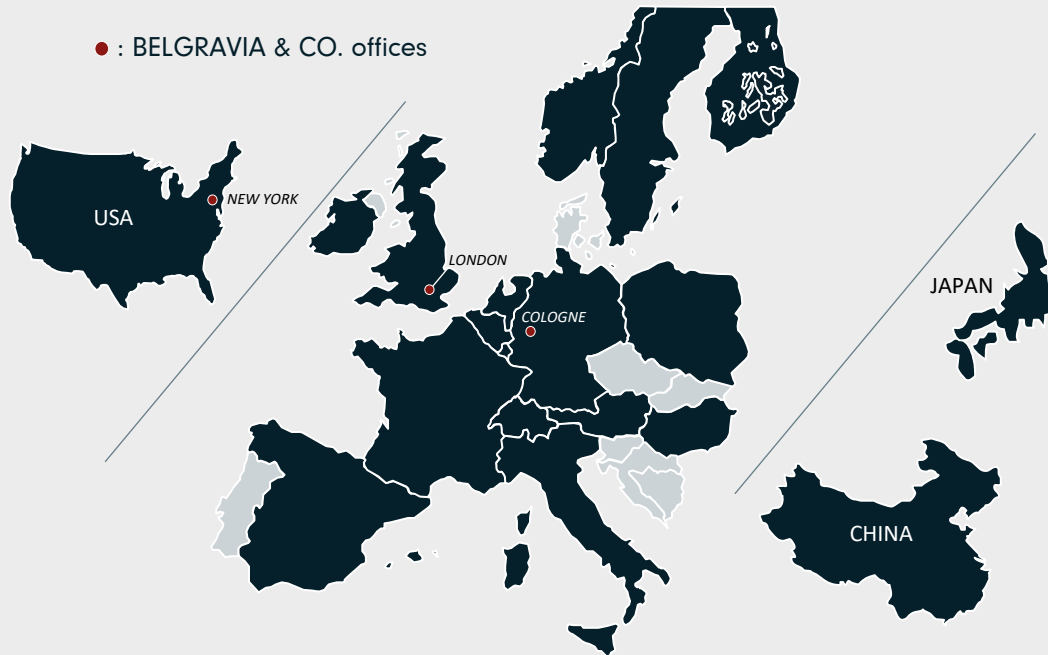 : BELGRAVIA & CO. offices
USA
NEW YORK
LONDON
COLOGNE
JAPAN
CHINA